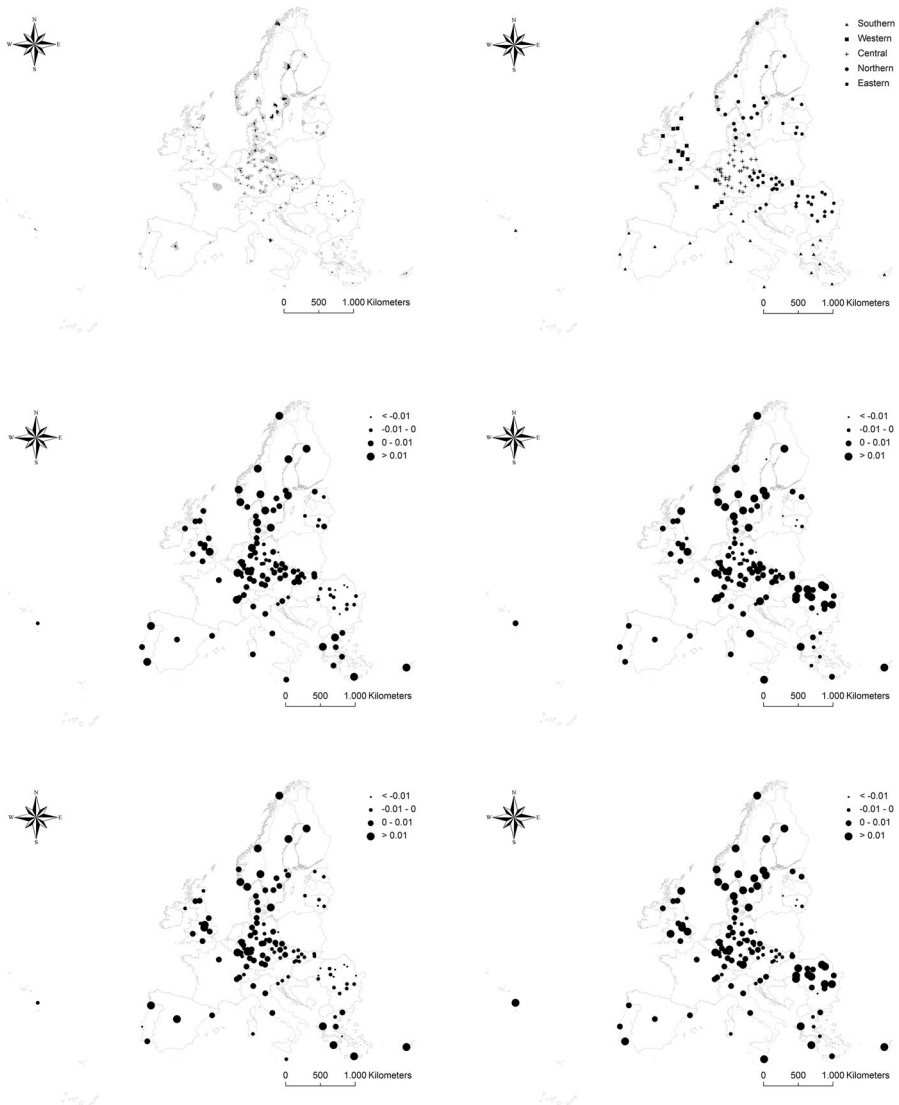 N
W E
S
0 500 1.000 Kilometers
N
W E
S
Southern
Western
Central
Northern
Eastern
0 500 1.000 Kilometers
N
W E
S
< -0.01
-0.01 - 0
0 - 0.01
> 0.01
0 500 1.000 Kilometers
N
W E
S
< -0.01
-0.01 - 0
0 - 0.01
> 0.01
0 500 1.000 Kilometers
N
W E
S
< -0.01
-0.01 - 0
0 - 0.01
> 0.01
0 500 1.000 Kilometers
N
W E
S
< -0.01
-0.01 - 0
0 - 0.01
> 0.01
0 500 1.000 Kilometers